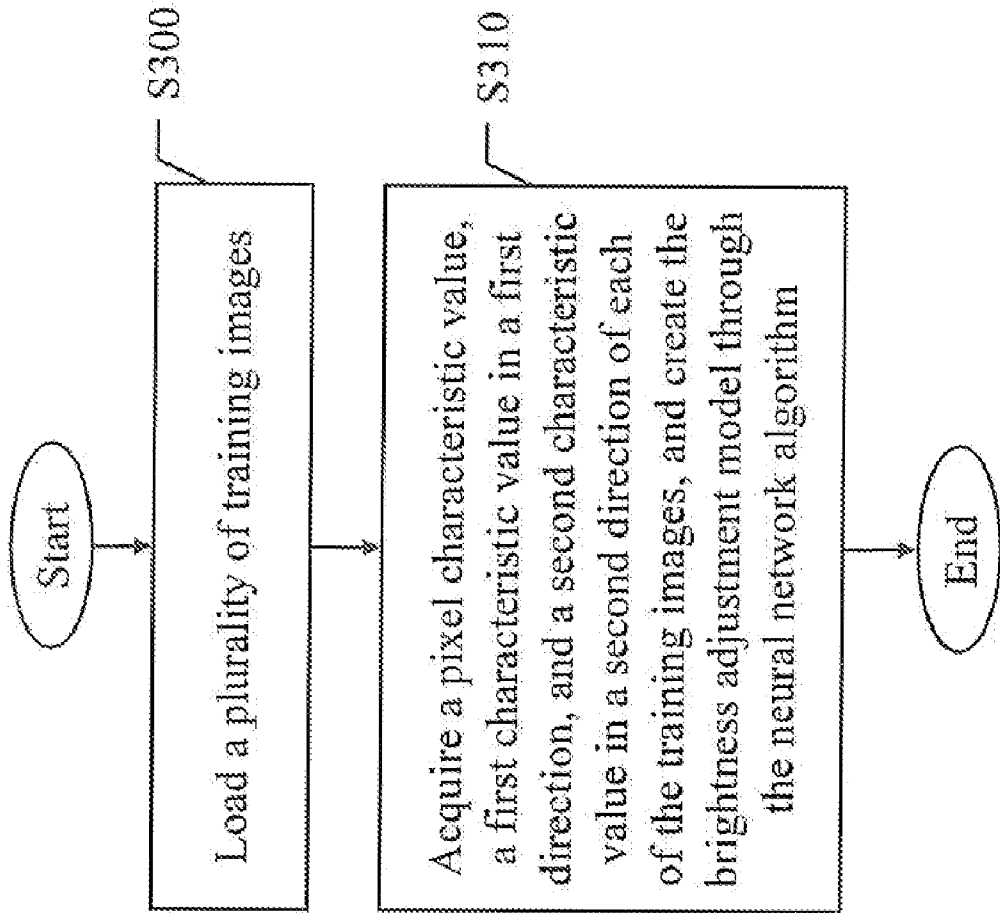 Start
S300
Load a plurality of training images
S310
Acquire a pixel characteristic value,
a first characteristic value in a first
direction, and a second characteristic
value in a second direction of each
of the training images, and create the
brightness adjustment model through
the neural network algorithm
End